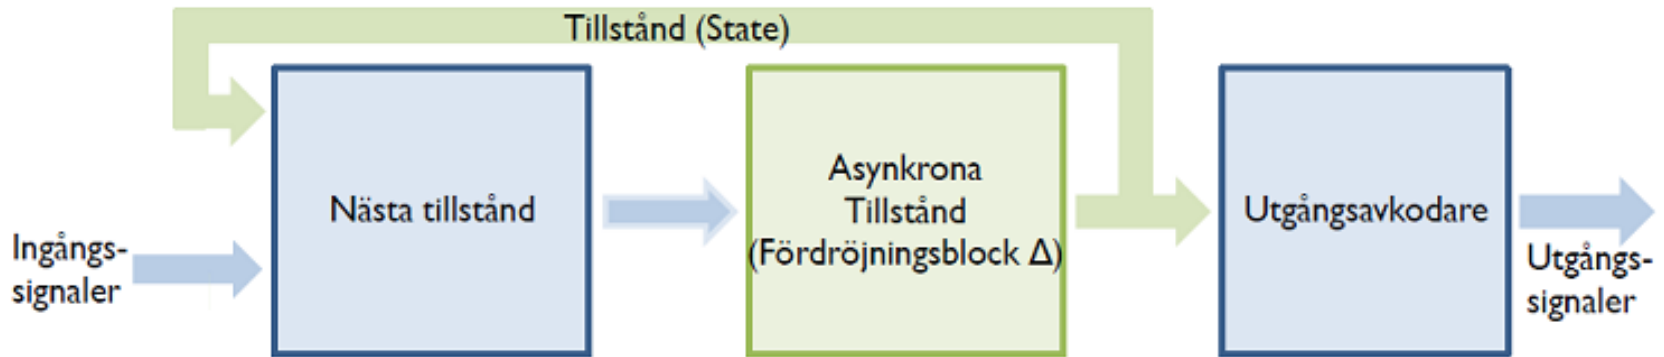 Tillstånd (State)
Nästa tillstånd
Asynkrona
Tillstånd
(Fördröjningsblock Δ)
Utgångsavkodare
Ingångs-
signaler
Utgångs-
signaler